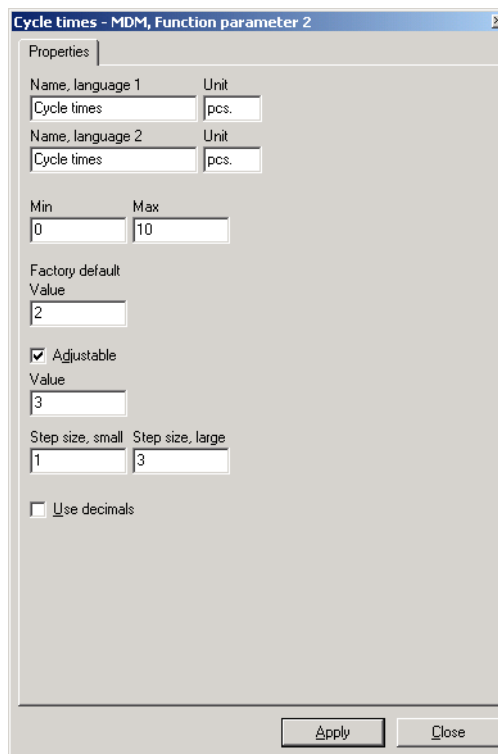 Cycle times - MDM, Function parameter 2
Properties
Name, language 1 Unit
Cycle times pcs.
Name, language 2 Unit
Cycle times pcs.
Min Max
0 10
Factory default
Value
2
Adjustable
Value
3
Step size, small Step size, large
1 3
Use decimals
Apply Close